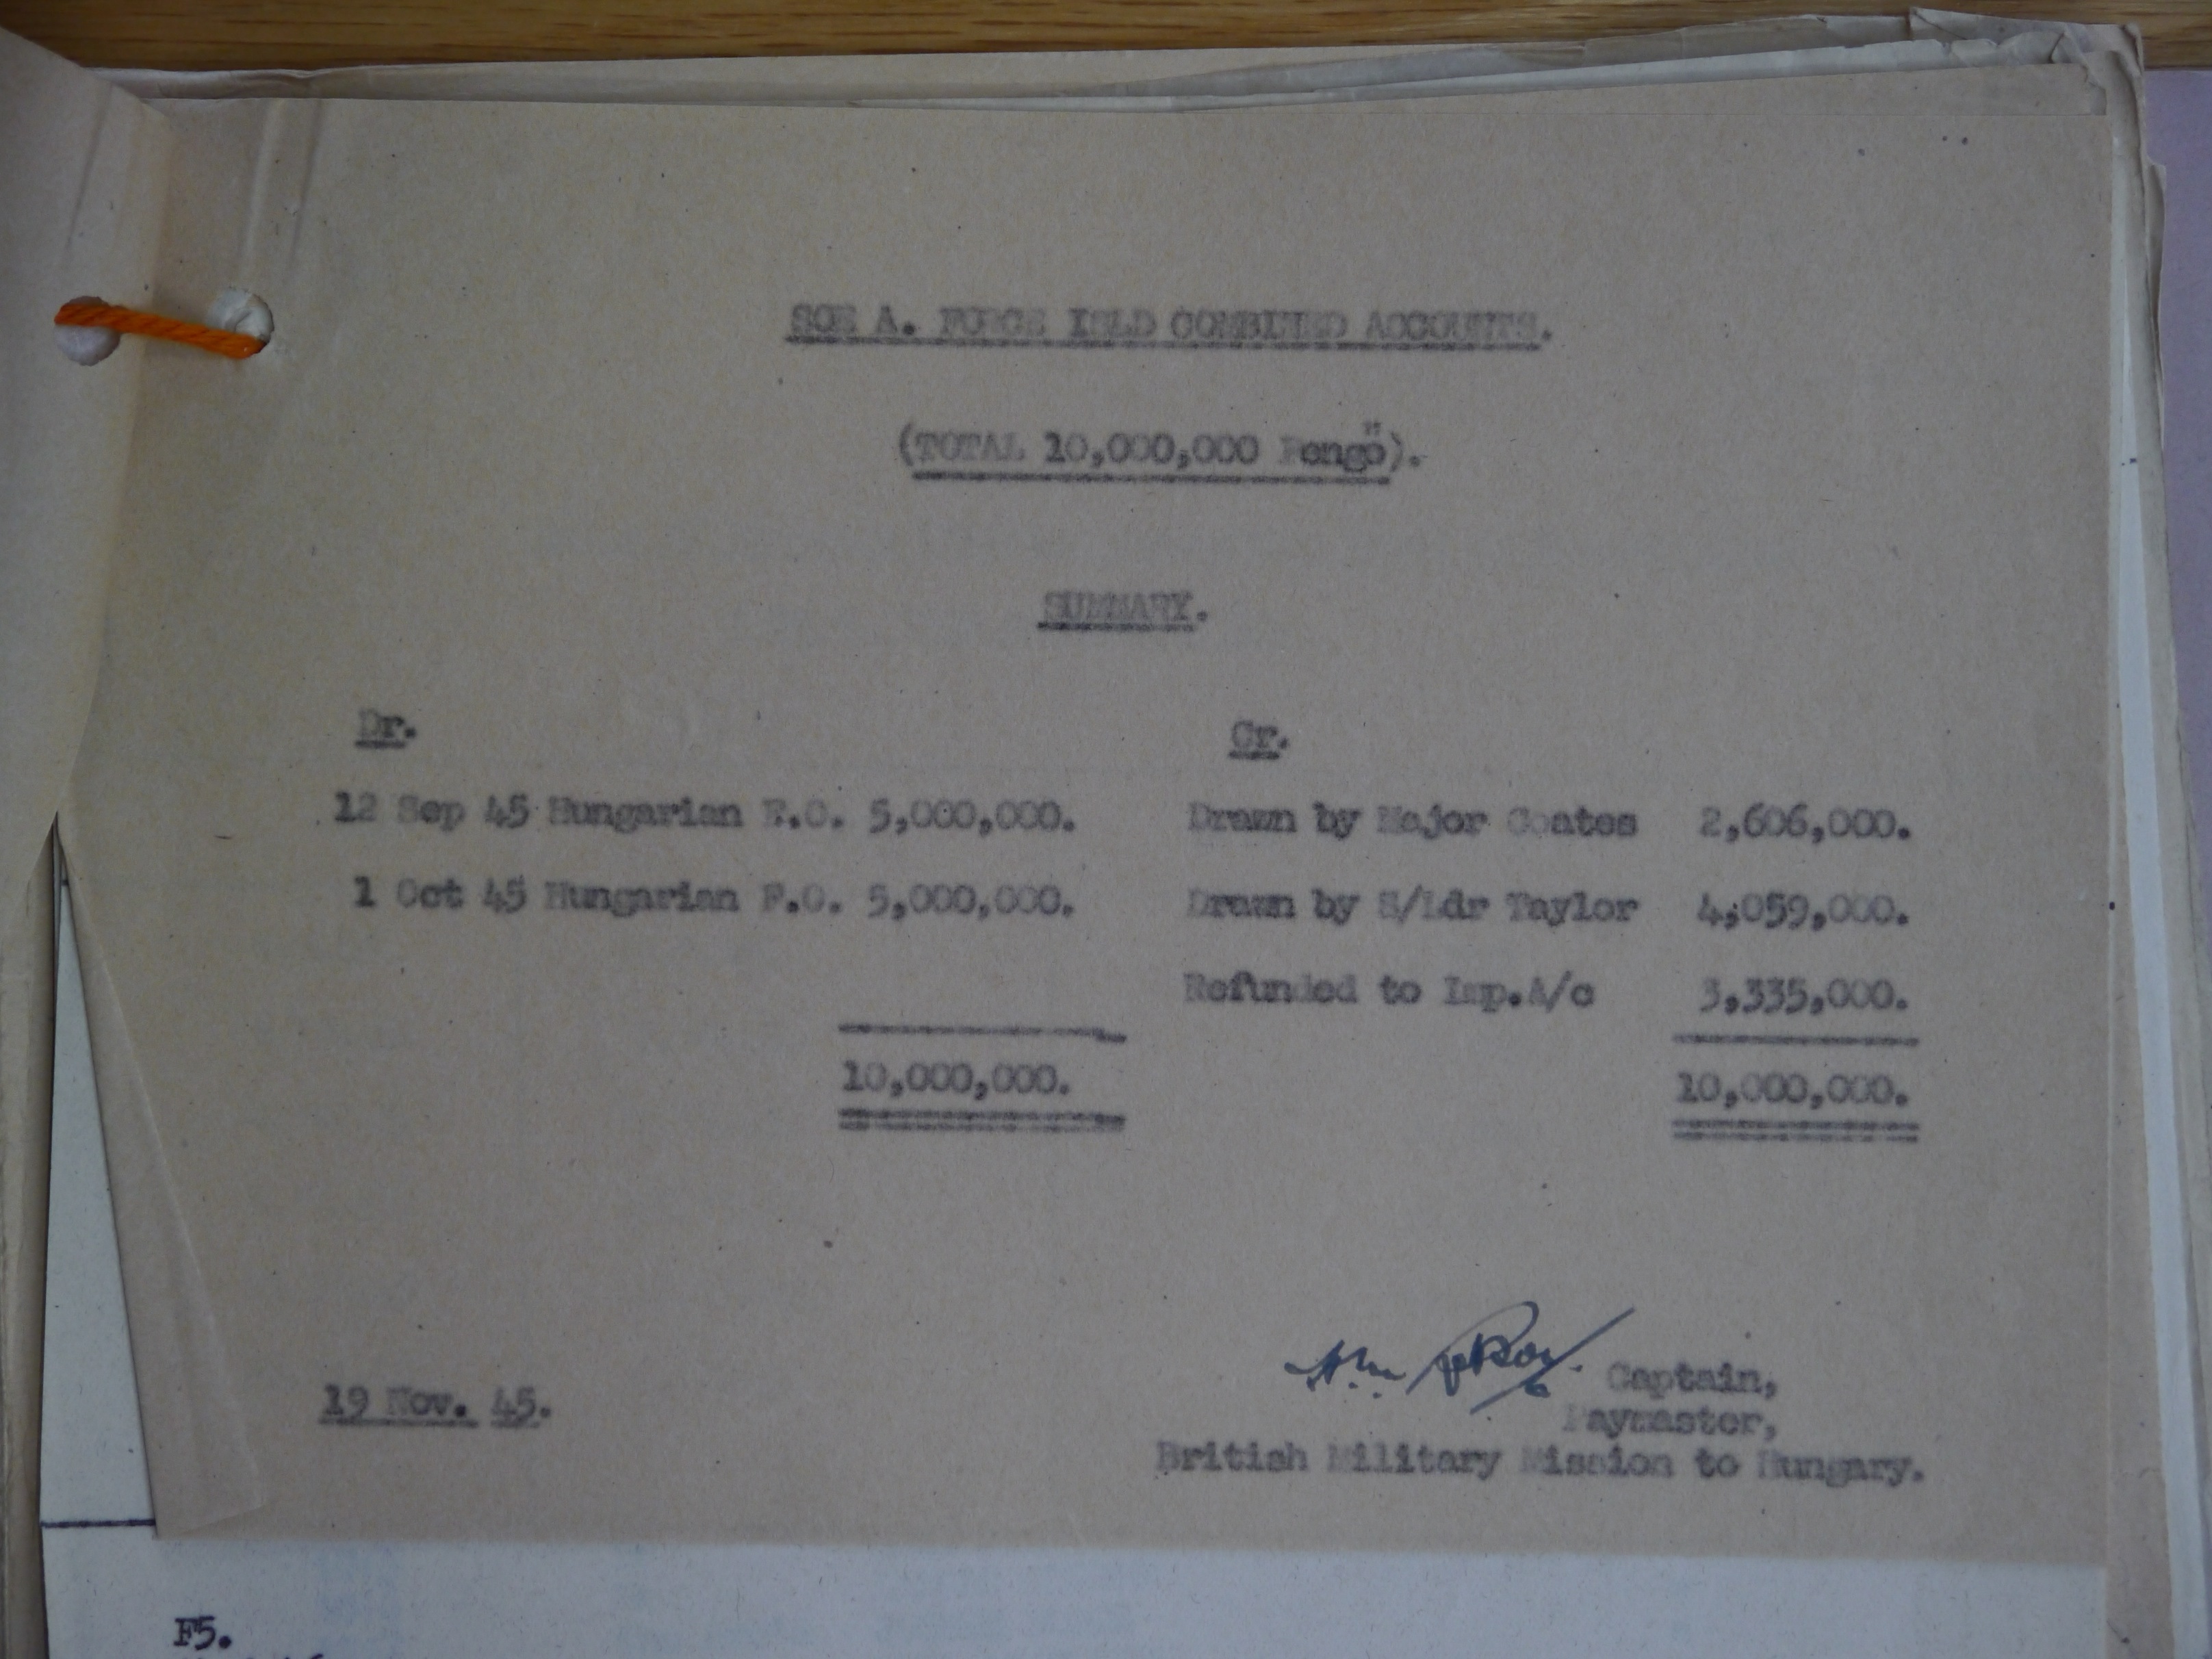 SOE A. FORCE ISLD COMBINED ACCOUNTS.
(TOTAL 10,000,000 Pengö).
SUMMARY.
Dr. Cr.
12 Sep 45 Hungarian F.O. 5,000,000. Drawn by Major Coates 2,606,000.
1 Oct 45 Hungarian F.O. 5,000,000. Drawn by S/Ldr Taylor 4,059,000.
Refunded to Imp.A/c 3,335,000.
10,000,000. 10,000,000.
19 Nov. 45. Captain,
Paymaster,
British Military Mission to Hungary.
F5.